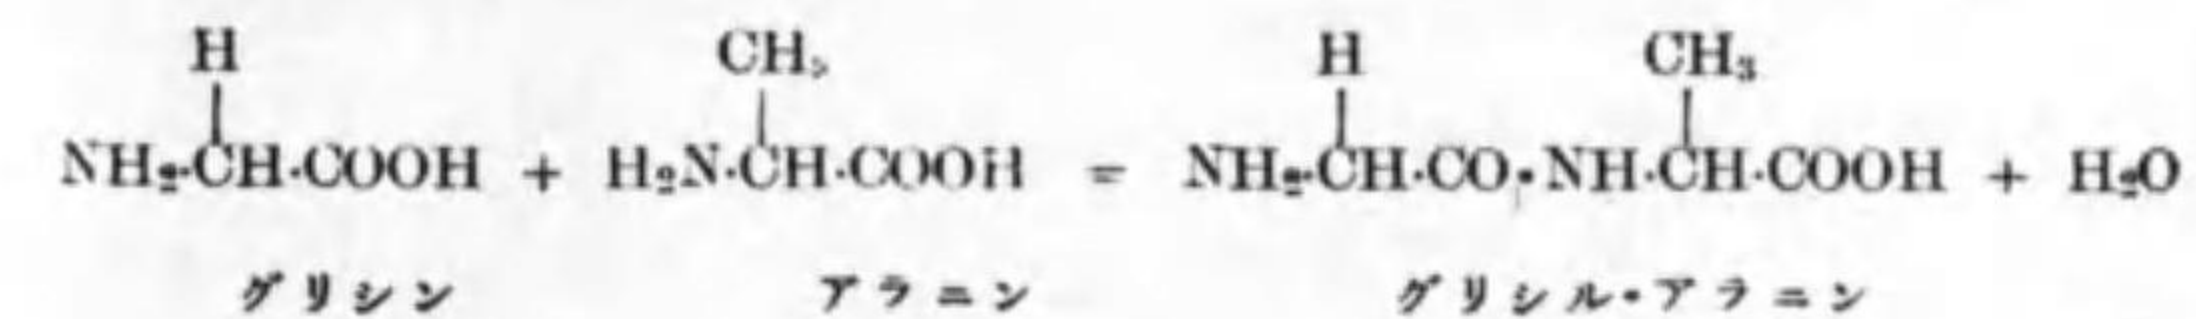 H CH₃ H CH₃
NH₂·CH·COOH + H₂N·CH·COOH = NH₂·CH·CO·NH·CH·COOH + H₂O
グリシン アラニン グリシル・アラニン